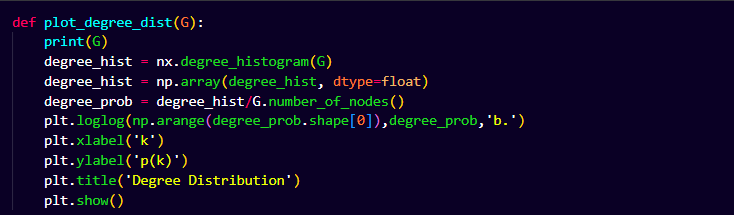 def plot_degree_dist(G):
    print(G)
    degree_hist = nx.degree_histogram(G)
    degree_hist = np.array(degree_hist, dtype=float)
    degree_prob = degree_hist/G.number_of_nodes()
    plt.loglog(np.arange(degree_prob.shape[0]),degree_prob,'b.')
    plt.xlabel('k')
    plt.ylabel('p(k)')
    plt.title('Degree Distribution')
    plt.show()